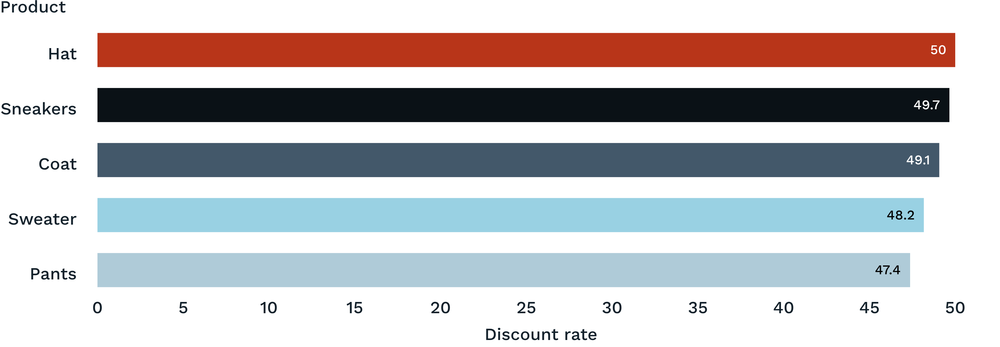 Product
Hat
50
Sneakers
49.7
Coat
49.1
Sweater
48.2
Pants
47.4
0 5 10 15 20 25 30 35 40 45 50
Discount rate